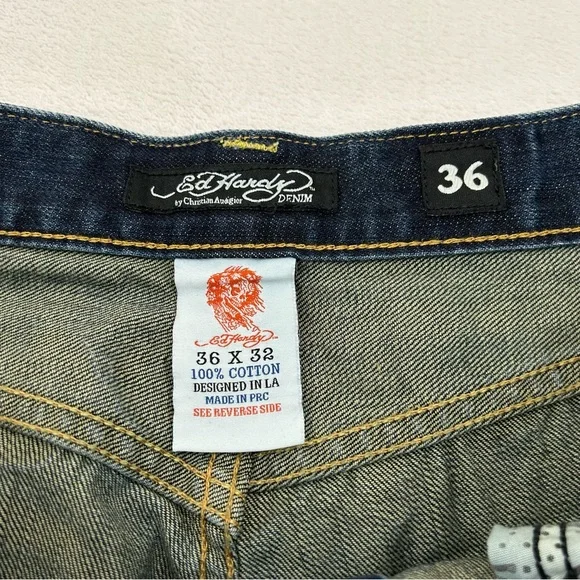 Ed Hardy™
by Christian Audigier DENIM
36
Ed Hardy
36 X 32
100% COTTON
DESIGNED IN LA
MADE IN PRC
SEE REVERSE SIDE